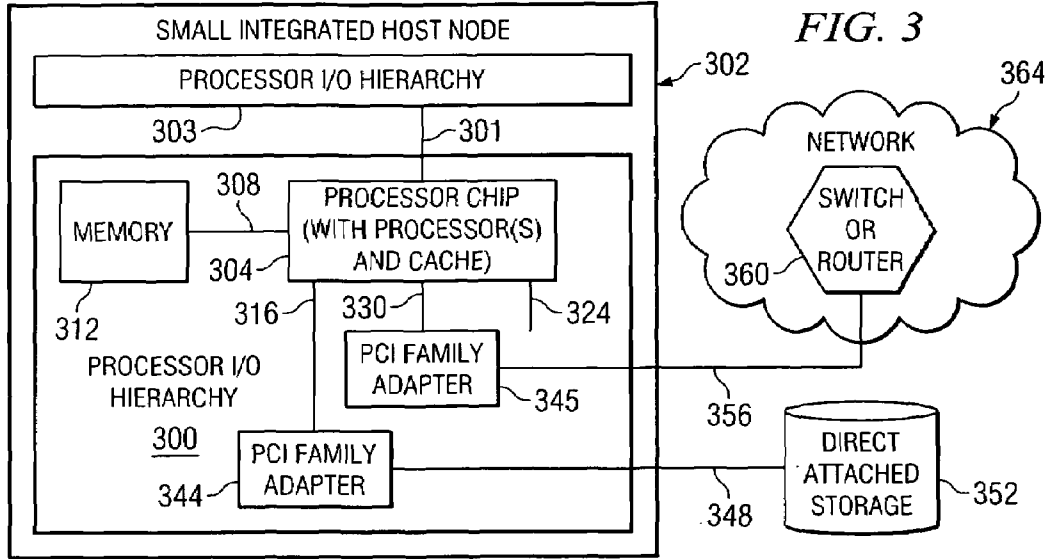 SMALL INTEGRATED HOST NODE
FIG. 3
PROCESSOR I/O HIERARCHY
302
364
303
301
NETWORK
308
MEMORY
PROCESSOR CHIP
(WITH PROCESSOR(S)
AND CACHE)
SWITCH
OR
ROUTER
304
360
312
316
330
324
PROCESSOR I/O
HIERARCHY
300
PCI FAMILY
ADAPTER
345
356
PCI FAMILY
ADAPTER
344
348
DIRECT
ATTACHED
STORAGE
352